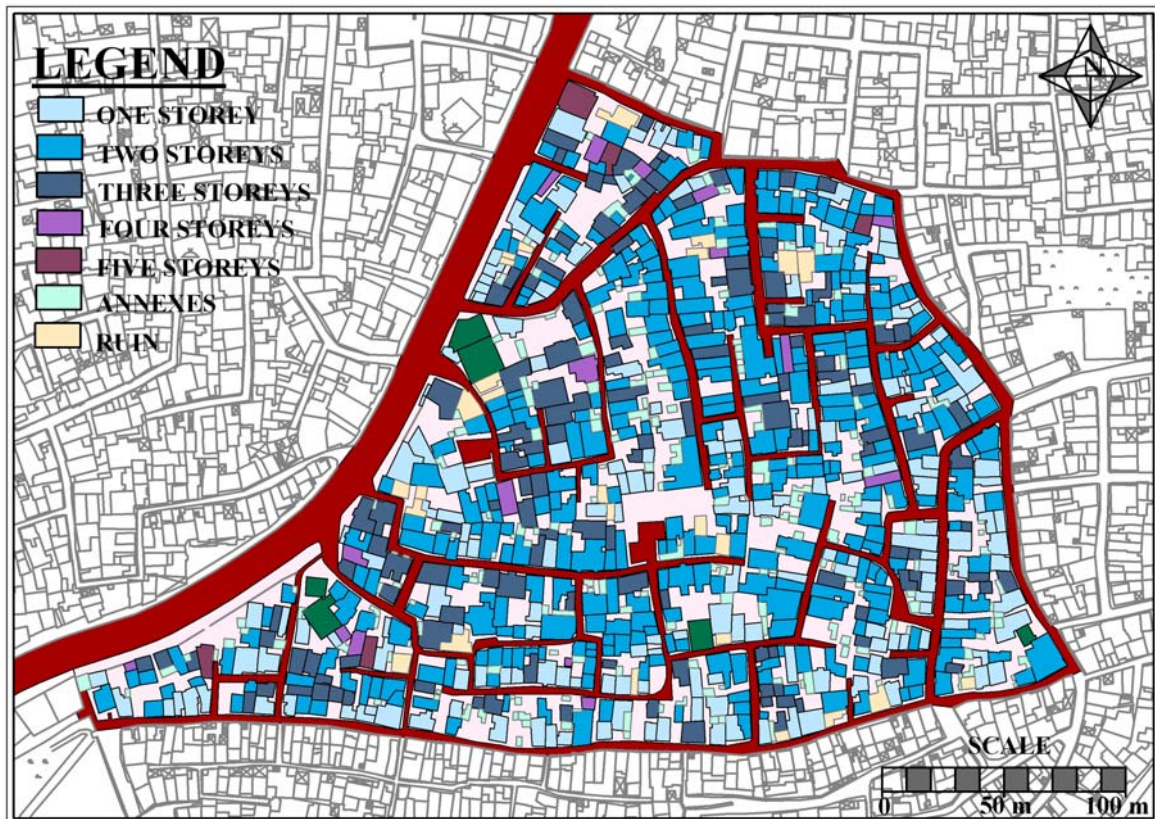 LEGEND
ONE STOREY
TWO STOREYS
THREE STOREYS
FOUR STOREYS
FIVE STOREYS
ANNEXES
RUIN
N
SCALE
0 50 m 100 m